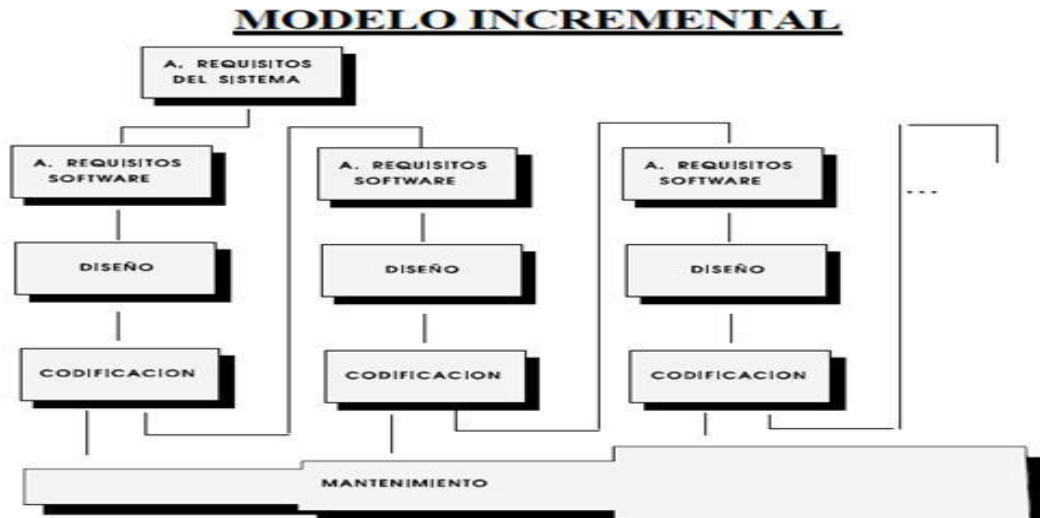 MODELO INCREMENTAL
A. REQUISITOS
DEL SISTEMA
A. REQUISITOS
SOFTWARE
A. REQUISITOS
SOFTWARE
A. REQUISITOS
SOFTWARE
...
DISEÑO
DISEÑO
DISEÑO
CODIFICACION
CODIFICACION
CODIFICACION
MANTENIMIENTO